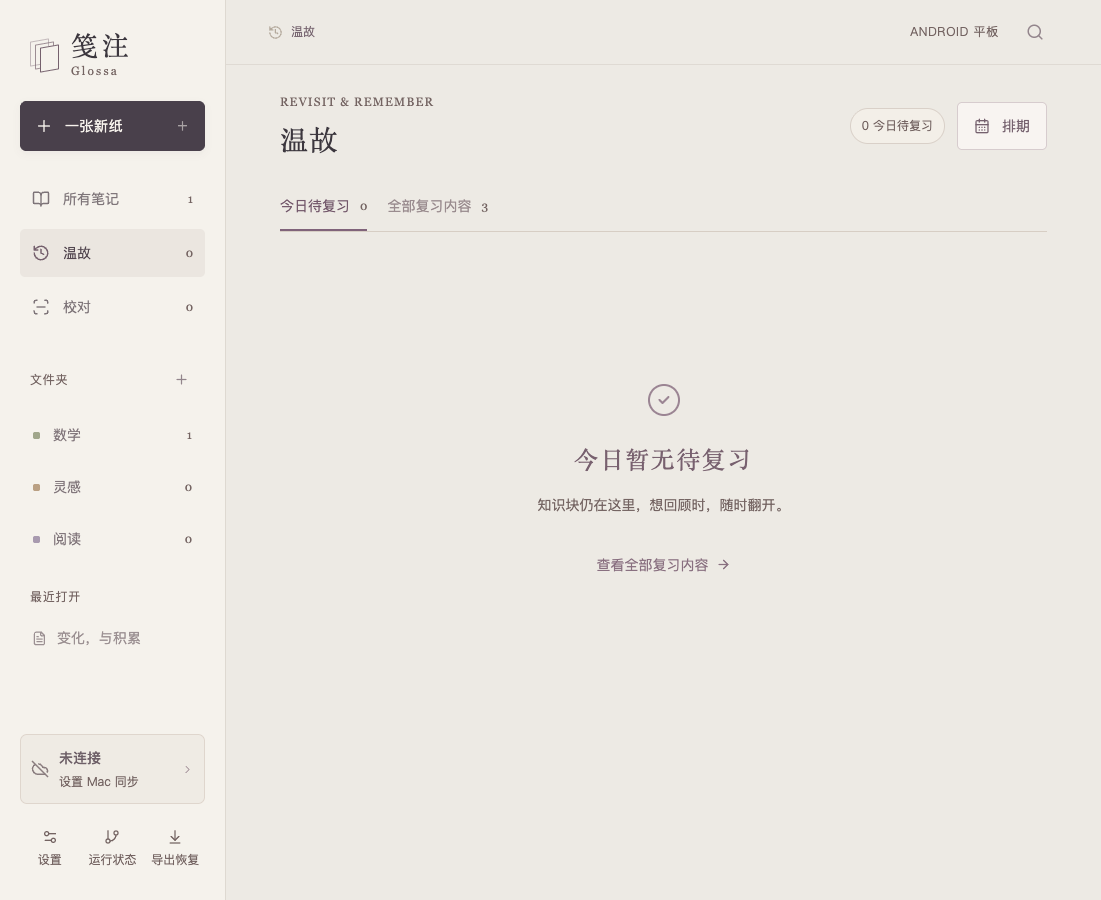 笺注
Glossa
一张新纸
所有笔记 1
温故 0
校对 0
文件夹
数学 1
灵感 0
阅读 0
最近打开
变化，与积累
未连接
设置 Mac 同步
设置
运行状态
导出恢复
温故
ANDROID 平板
REVISIT & REMEMBER
温故
0 今日待复习
排期
今日待复习 0
全部复习内容 3
今日暂无待复习
知识块仍在这里，想回顾时，随时翻开。
查看全部复习内容 →